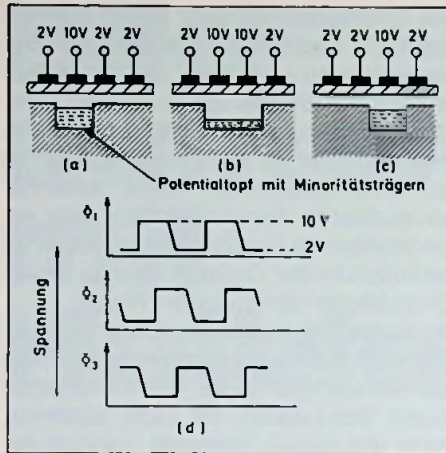 2V 10V 2V 2V
2V 10V 10V 2V
2V 2V 10V 2V
(a)
(b)
(c)
Potentialtopf mit Minoritätsträgern
Φ1
10 V
2V
Φ2
Spannung
Φ3
(d)